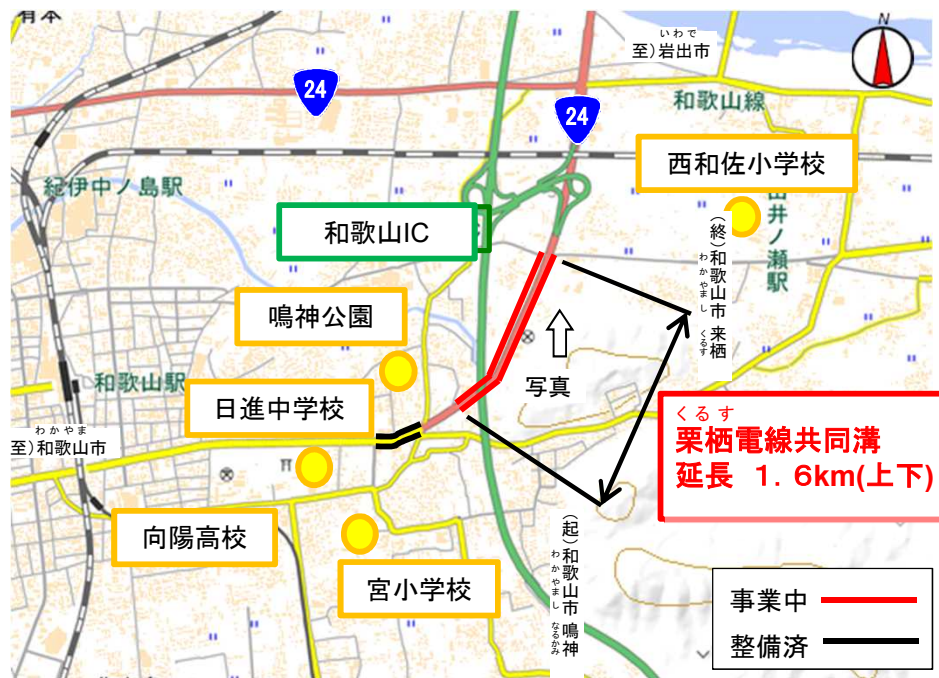 有本
いわで
至)岩出市
N
24
24
和歌山線
紀伊中ノ島駅
西和佐小学校
田井ノ瀬駅
和歌山IC
(終)和歌山市 来栖
わかやまし くるす
鳴神公園
写真
和歌山駅
日進中学校
わかやま
至)和歌山市
くるす
栗栖電線共同溝
延長 1.6km(上下)
向陽高校
宮小学校
(起)和歌山市 鳴神
わかやまし なるかみ
事業中
整備済